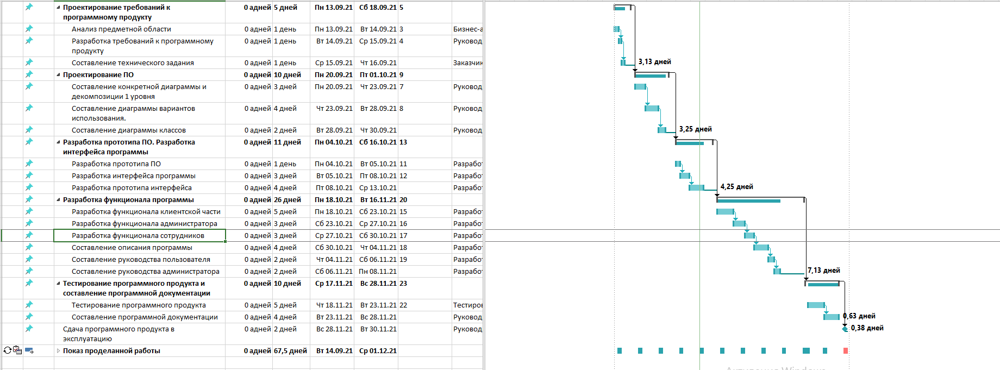 Проектирование требований к 0 адней 5 дней Пн 13.09.21 Сб 18.09.21 5
программному продукту
Анализ предметной области 0 адней 1 день Пн 13.09.21 Вт 14.09.21 3 Бизнес-а
Разработка требований к программному 0 адней 1 день Вт 14.09.21 Ср 15.09.21 4 Руковод
продукту
Составление технического задания 0 адней 1 день Ср 15.09.21 Чт 16.09.21 Заказчик 3,13 дней
Проектирование ПО 0 адней 10 дней Пн 20.09.21 Пт 01.10.21 9
Составление конкретной диаграммы и 0 адней 3 дней Пн 20.09.21 Чт 23.09.21 7 Руковод
декомпозиции 1 уровня
Составление диаграммы вариантов 0 адней 4 дней Чт 23.09.21 Вт 28.09.21 8 Руковод
использования.
Составление диаграммы классов 0 адней 2 дней Вт 28.09.21 Чт 30.09.21 Руковод 3,25 дней
Разработка прототипа ПО. Разработка 0 адней 11 дней Пн 04.10.21 Сб 16.10.21 13
интерфейса программы
Разработка прототипа ПО 0 адней 1 день Пн 04.10.21 Вт 05.10.21 11 Разрабо
Разработка интерфейса программы 0 адней 3 дней Вт 05.10.21 Пт 08.10.21 12 Разрабо
Разработка прототипа интерфейса 0 адней 4 дней Пт 08.10.21 Ср 13.10.21 Разрабо 4,25 дней
Разработка функционала программы 0 адней 26 дней Пн 18.10.21 Вт 16.11.21 20
Разработка функционала клиентской части 0 адней 5 дней Пн 18.10.21 Сб 23.10.21 15 Разрабо
Разработка функционала администратора 0 адней 3 дней Сб 23.10.21 Ср 27.10.21 16 Разрабо
Разработка функционала сотрудников 0 адней 3 дней Ср 27.10.21 Сб 30.10.21 17 Разрабо
Составление описания программы 0 адней 4 дней Сб 30.10.21 Чт 04.11.21 18 Разрабо
Составление руководства пользователя 0 адней 2 дней Чт 04.11.21 Сб 06.11.21 19 Разрабо
Составление руководства администратора 0 адней 2 дней Сб 06.11.21 Пн 08.11.21 Разрабо 7,13 дней
Тестирование программного продукта и 0 адней 10 дней Ср 17.11.21 Вс 28.11.21 23
составление программной документации
Тестирование программного продукта 0 адней 5 дней Чт 18.11.21 Вт 23.11.21 22 Тестиров
Составление программной документации 0 адней 4 дней Вт 23.11.21 Вс 28.11.21 Руковод 0,63 дней
Сдача программного продукта в 0 адней 2 дней Вс 28.11.21 Вт 30.11.21 Руковод 0,38 дней
эксплуатацию
Показ проделанной работы 0 адней 67,5 дней Вт 14.09.21 Ср 01.12.21